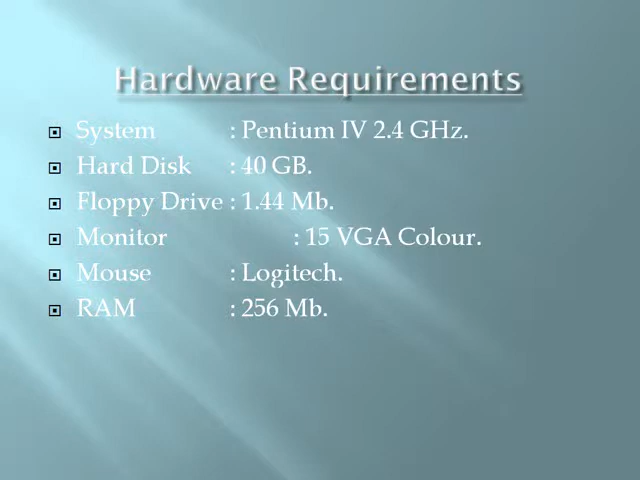 Hardware Requirements
System : Pentium IV 2.4 GHz.
Hard Disk : 40 GB.
Floppy Drive : 1.44 Mb.
Monitor : 15 VGA Colour.
Mouse : Logitech.
RAM : 256 Mb.